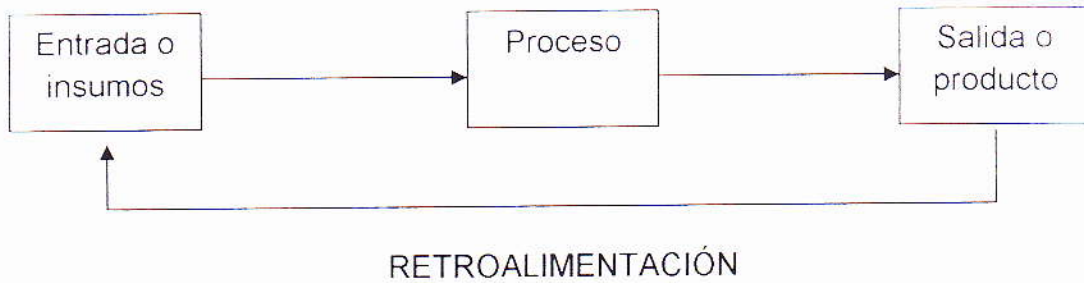 Entrada o
insumos
Proceso
Salida o
producto
RETROALIMENTACIÓN